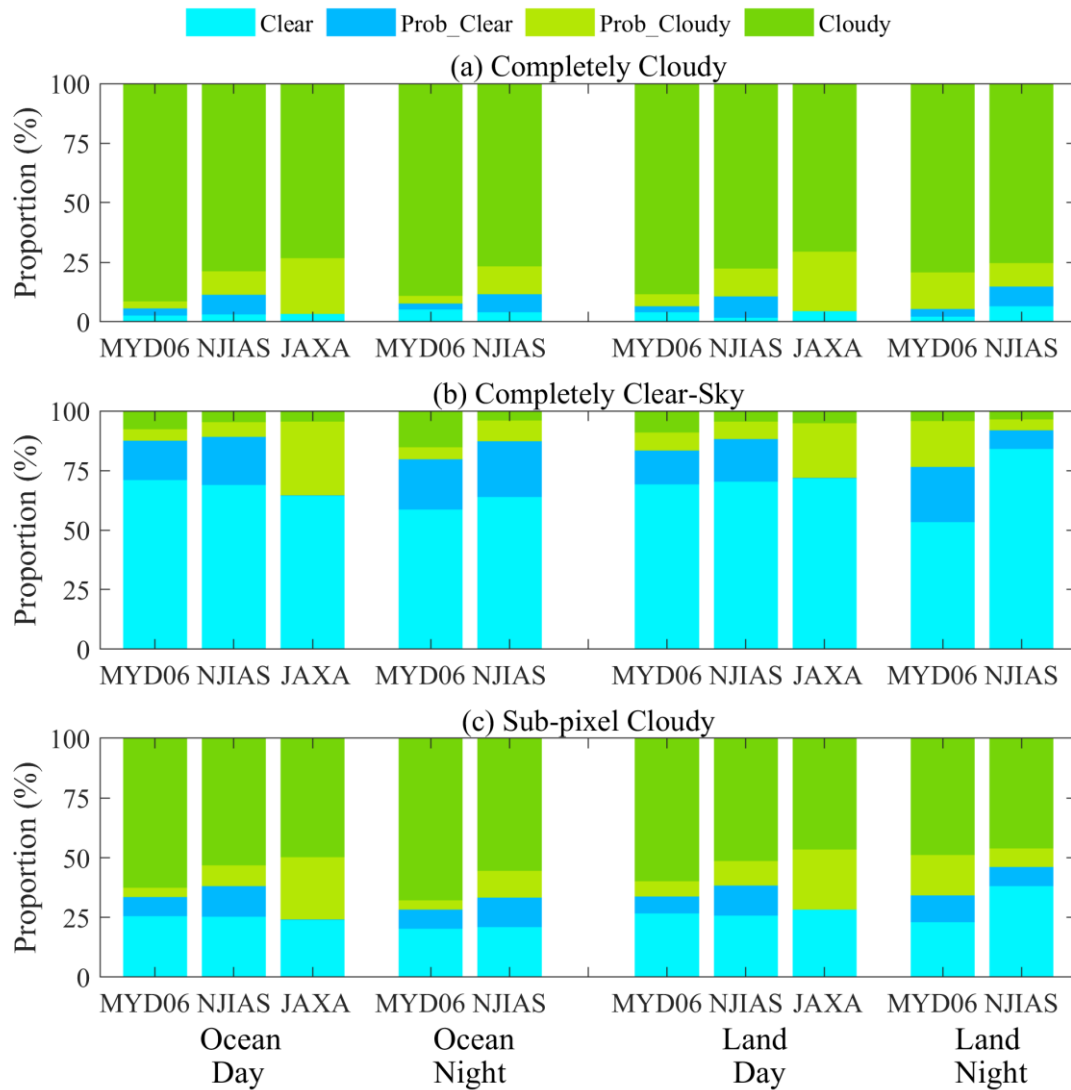 Clear Prob_Clear Prob_Cloudy Cloudy
(a) Completely Cloudy
Proportion (%)
100
75
50
25
0
MYD06 NJIAS JAXA MYD06 NJIAS MYD06 NJIAS JAXA MYD06 NJIAS
(b) Completely Clear-Sky
Proportion (%)
100
75
50
25
0
MYD06 NJIAS JAXA MYD06 NJIAS MYD06 NJIAS JAXA MYD06 NJIAS
(c) Sub-pixel Cloudy
Proportion (%)
100
75
50
25
0
MYD06 NJIAS JAXA MYD06 NJIAS MYD06 NJIAS JAXA MYD06 NJIAS
Ocean Ocean Land Land
Day Night Day Night